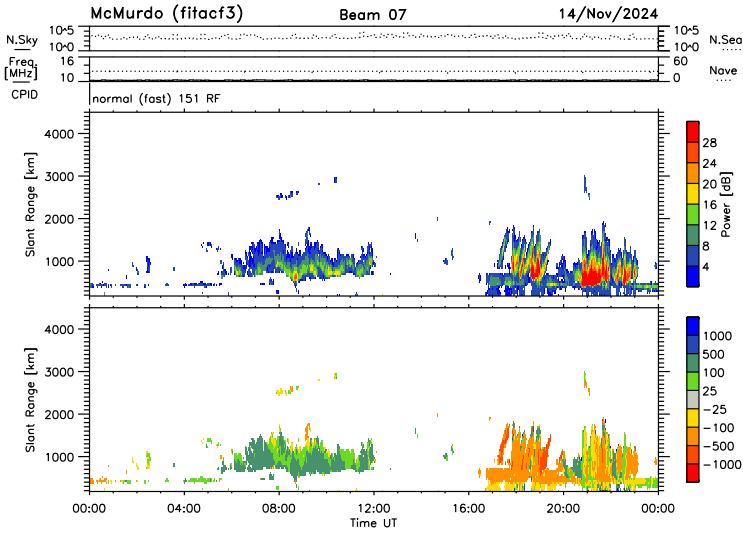 McMurdo (fitacf3) Beam 07 14/Nov/2024
N.Sky 10^5 10^0 10^5 10^0 N.Sea
Freq. [MHz] 16 10 60 0 Nave
CPID normal (fast) 151 RF
Slant Range [km] 4000 3000 2000 1000
28 24 20 16 12 8 4 Power [dB]
Slant Range [km] 4000 3000 2000 1000
1000 500 100 25 -25 -100 -500 -1000
00:00 04:00 08:00 12:00 16:00 20:00 00:00
Time UT